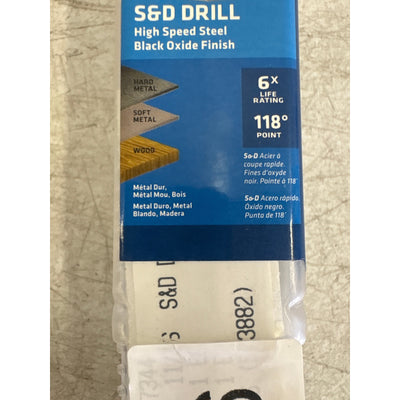 S&D DRILL
High Speed Steel
Black Oxide Finish
HARD
METAL
SOFT
METAL
WOOD
6X
LIFE
RATING
118°
POINT
Métal Dur,
Métal Mou, Bois
Metal Duro, Metal
Blando, Madera
S&D Acier à
coupe rapide.
Fines d'oxyde
noir. Pointe à 118°
S&D Acero rápido.
Óxido negro.
Punta de 118°
S&D
3882)